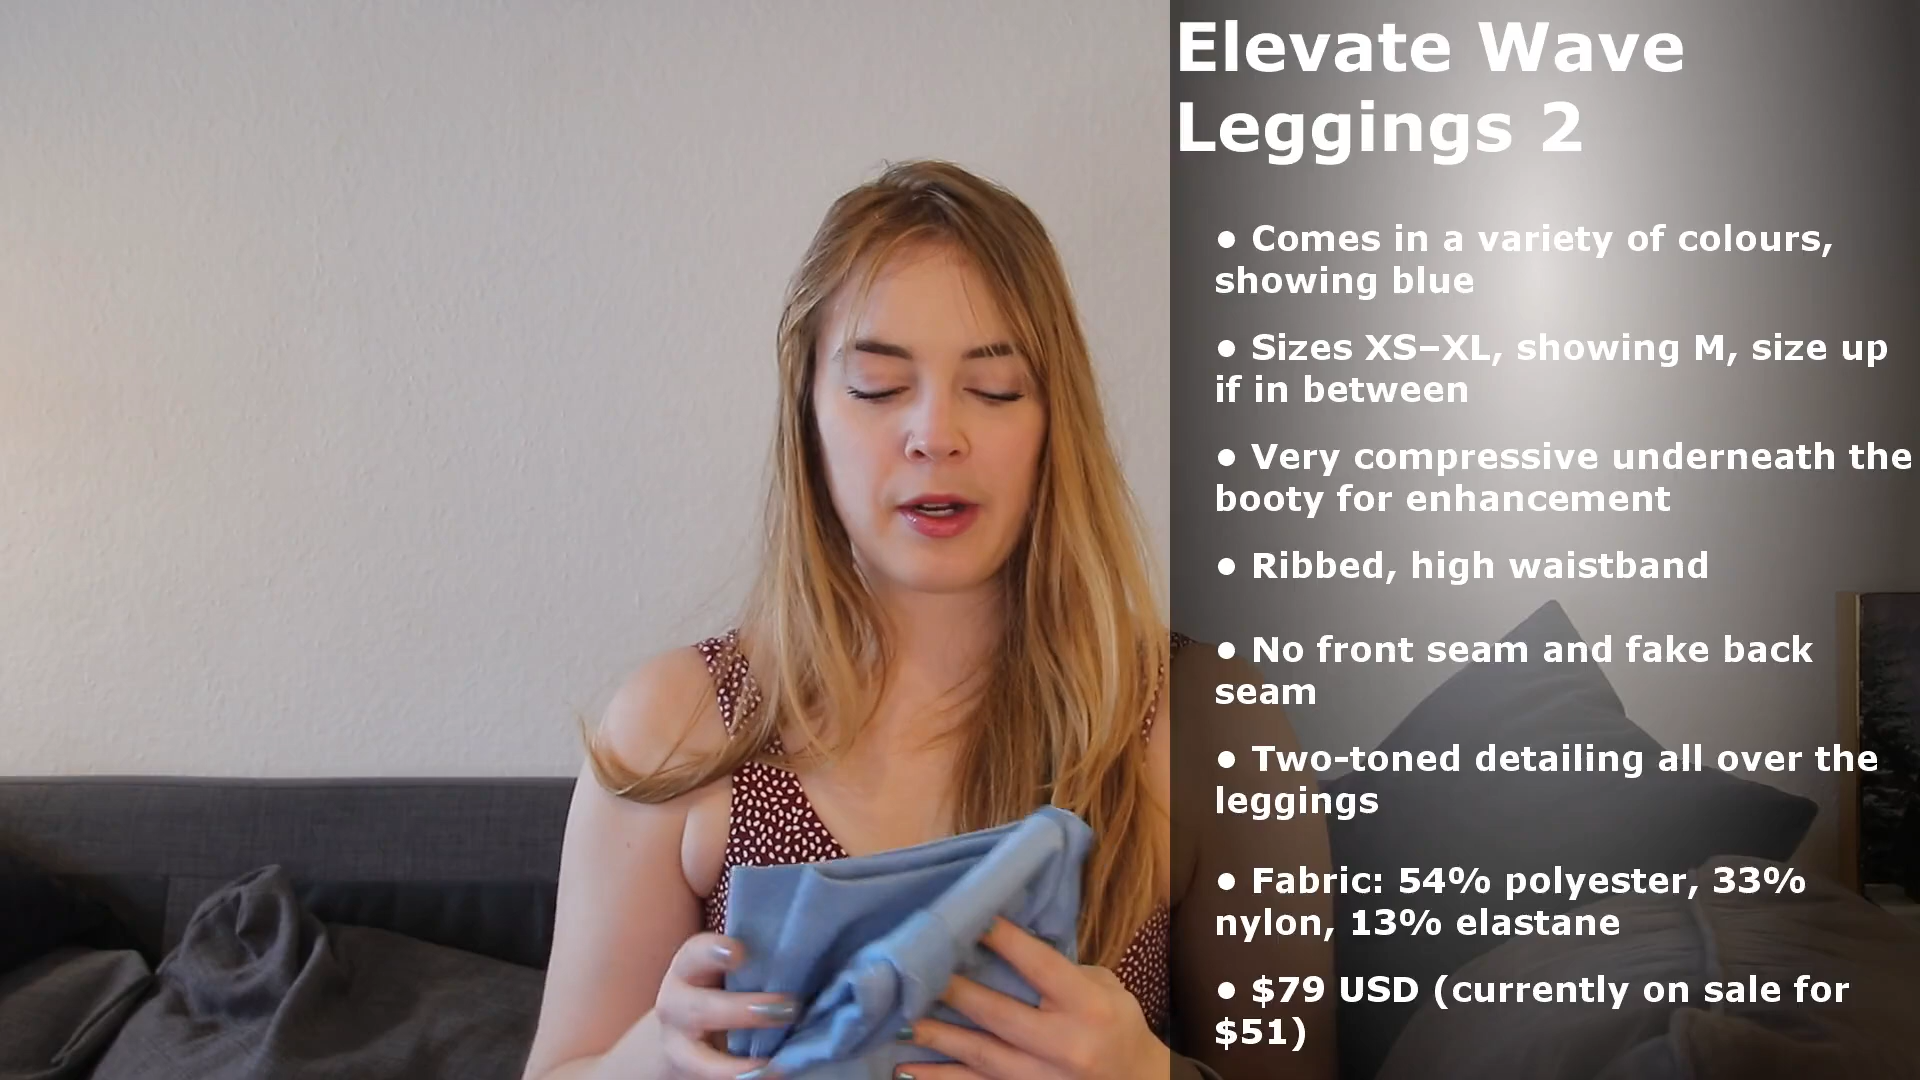 Elevate Wave
Leggings 2
• Comes in a variety of colours,
showing blue
• Sizes XS–XL, showing M, size up
if in between
• Very compressive underneath the
booty for enhancement
• Ribbed, high waistband
• No front seam and fake back
seam
• Two-toned detailing all over the
leggings
• Fabric: 54% polyester, 33%
nylon, 13% elastane
• $79 USD (currently on sale for
$51)